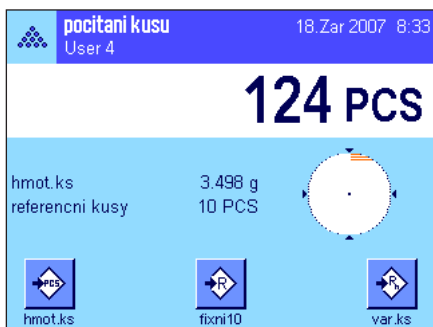 pocitani kusu 18.Zar 2007 8:33
User 4
124 PCS
hmot.ks 3.498 g
referencni kusy 10 PCS
PCS R R n
hmot.ks fixni10 var.ks